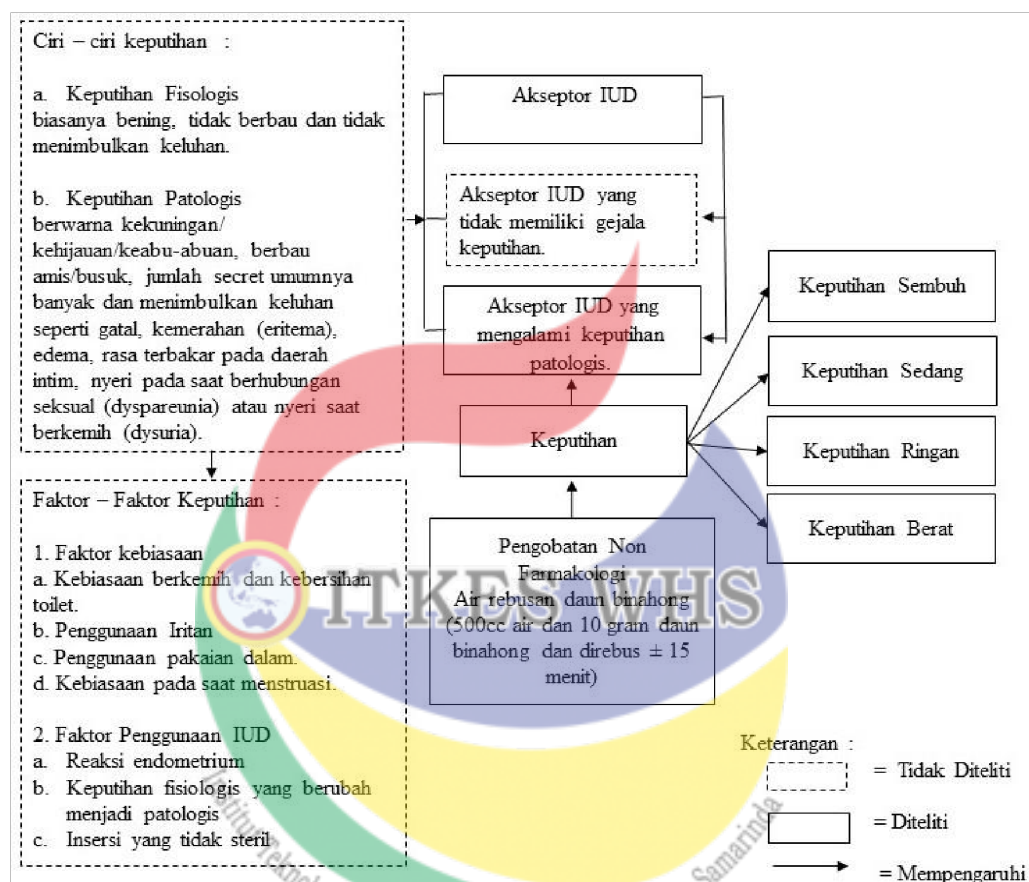 Ciri – ciri keputihan :
a. Keputihan Fisologis
biasanya bening, tidak berbau dan tidak
menimbulkan keluhan.
b. Keputihan Patologis
berwarna kekuningan/
kehijauan/keabu-abuan, berbau
amis/busuk, jumlah secret umumnya
banyak dan menimbulkan keluhan
seperti gatal, kemerahan (eritema),
edema, rasa terbakar pada daerah
intim, nyeri pada saat berhubungan
seksual (dyspareunia) atau nyeri saat
berkemih (dysuria).
Faktor – Faktor Keputihan :
1. Faktor kebiasaan
a. Kebiasaan berkemih dan kebersihan
toilet.
b. Penggunaan Iritan
c. Penggunaan pakaian dalam.
d. Kebiasaan pada saat menstruasi.
2. Faktor Penggunaan IUD
a. Reaksi endometrium
b. Keputihan fisiologis yang berubah
menjadi patologis
c. Insersi yang tidak steril
Akseptor IUD
Akseptor IUD yang
tidak memiliki gejala
keputihan.
Akseptor IUD yang
mengalami keputihan
patologis.
Keputihan
Pengobatan Non
Farmakologi
Air rebusan daun binahong
(500cc air dan 10 gram daun
binahong dan direbus ± 15
menit)
Keputihan Sembuh
Keputihan Sedang
Keputihan Ringan
Keputihan Berat
Keterangan :
= Tidak Diteliti
= Diteliti
= Mempengaruhi
ITKES WHS
Institut
Samarinda